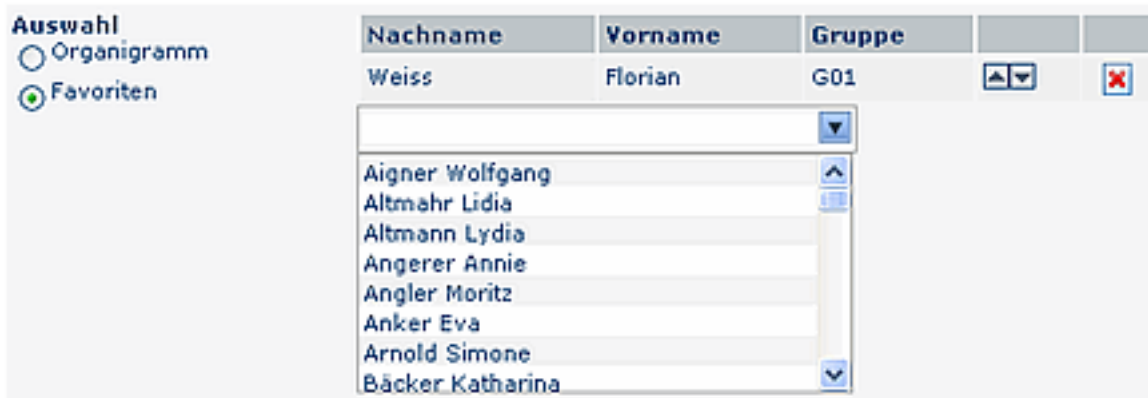 Auswahl
Organigramm
Favoriten
Nachname Vorname Gruppe
Weiss Florian G01
Aigner Wolfgang
Altmahr Lidia
Altmann Lydia
Angerer Annie
Angler Moritz
Anker Eva
Arnold Simone
Bäcker Katharina